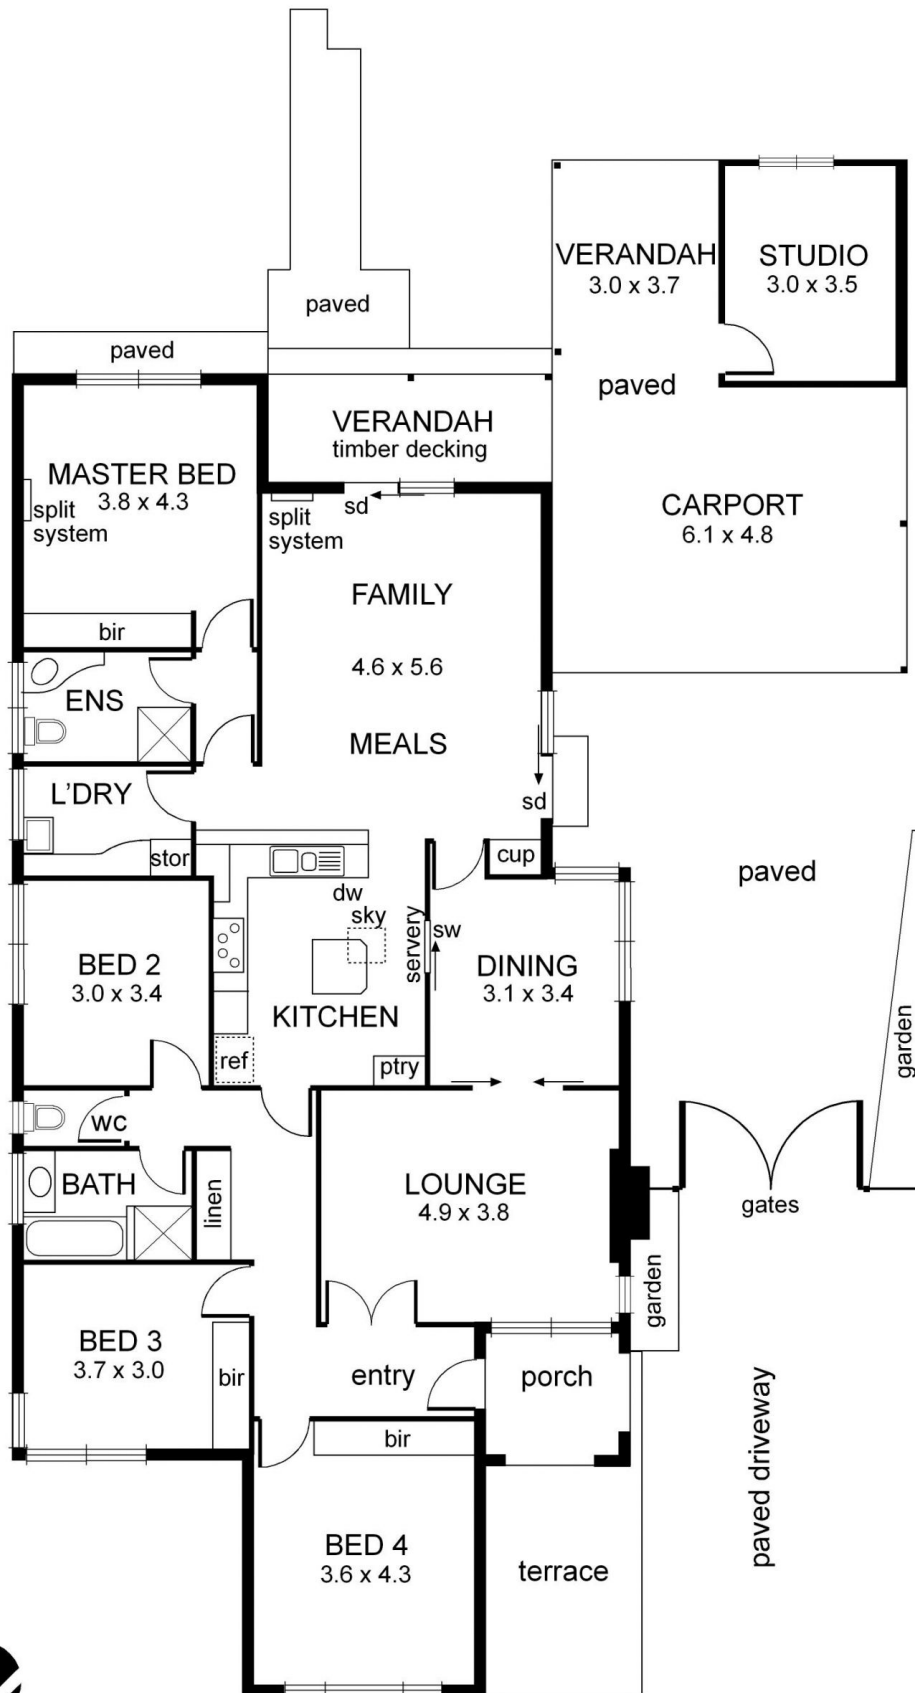 paved
paved
VERANDAH
3.0 x 3.7
STUDIO
3.0 x 3.5
paved
VERANDAH
timber decking
MASTER BED
3.8 x 4.3
split
system
split
system
sd
CARPORT
6.1 x 4.8
FAMILY
4.6 x 5.6
MEALS
bir
ENS
L'DRY
stor
sd
cup
paved
dw
sky
servery
sw
BED 2
3.0 x 3.4
KITCHEN
DINING
3.1 x 3.4
ref
ptry
garden
wc
BATH
linen
LOUNGE
4.9 x 3.8
gates
garden
BED 3
3.7 x 3.0
bir
entry
porch
paved driveway
bir
BED 4
3.6 x 4.3
terrace